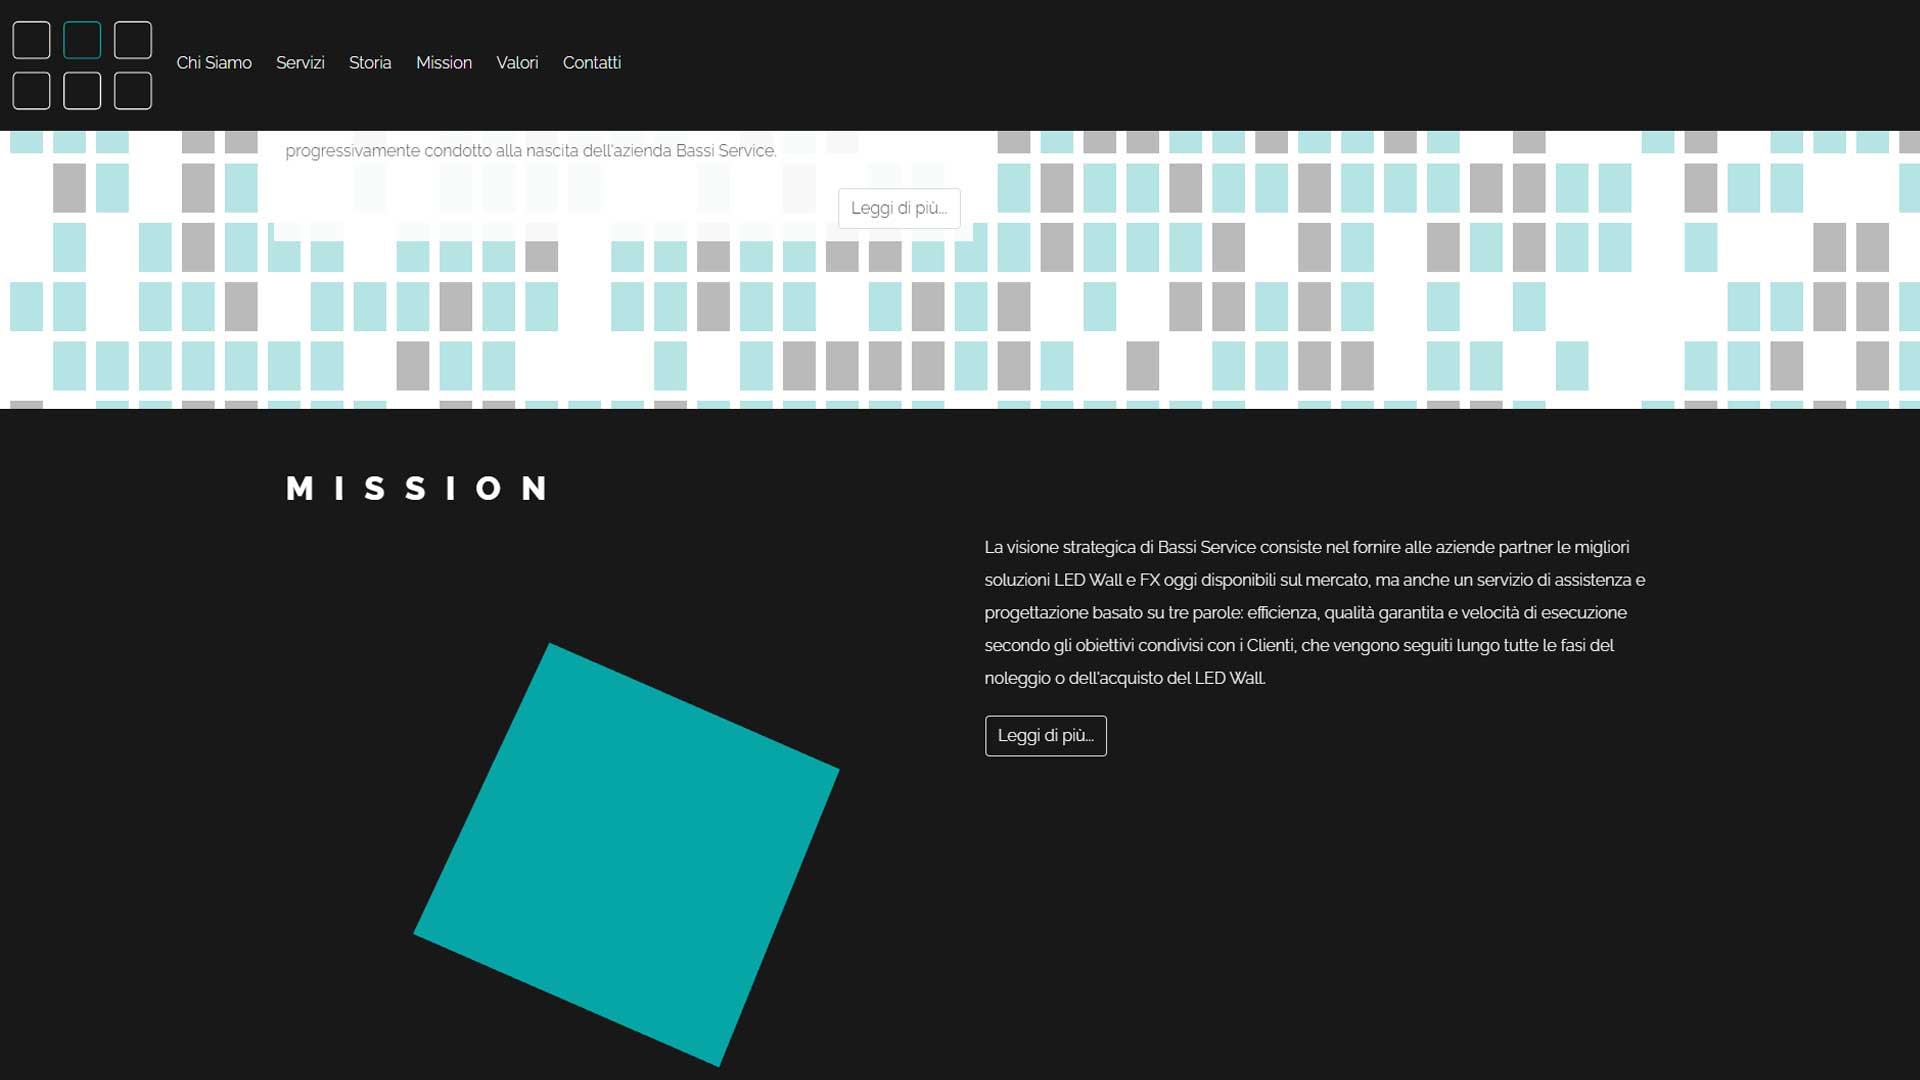 Chi Siamo Servizi Storia Mission Valori Contatti
progressivamente condotto alla nascita dell'azienda Bassi Service.
Leggi di più...
MISSION
La visione strategica di Bassi Service consiste nel fornire alle aziende partner le migliori
soluzioni LED Wall e FX oggi disponibili sul mercato, ma anche un servizio di assistenza e
progettazione basato su tre parole: efficienza, qualità garantita e velocità di esecuzione
secondo gli obiettivi condivisi con i Clienti, che vengono seguiti lungo tutte le fasi del
noleggio o dell'acquisto del LED Wall.
Leggi di più...